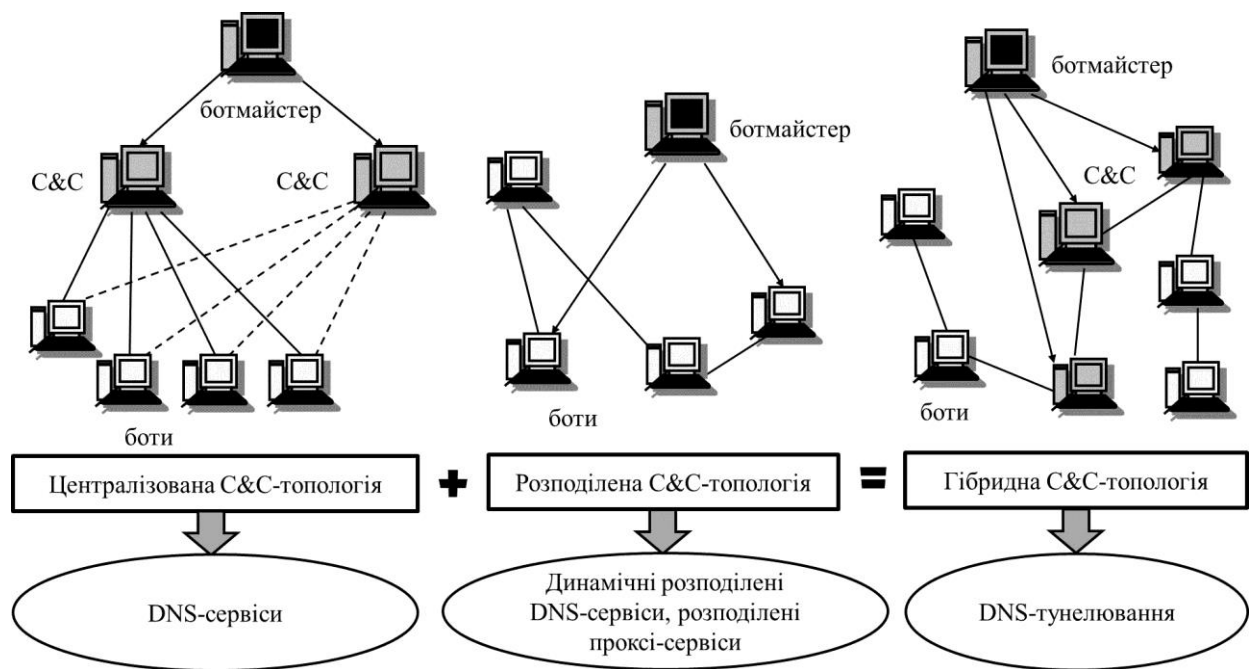 ботмайстер
C&C
C&C
боти
ботмайстер
боти
ботмайстер
C&C
боти
Централізована C&C-топологія
+
Розподілена C&C-топологія
=
Гібридна C&C-топологія
DNS-сервіси
Динамічні розподілені
DNS-сервіси, розподілені
проксі-сервіси
DNS-тунелювання